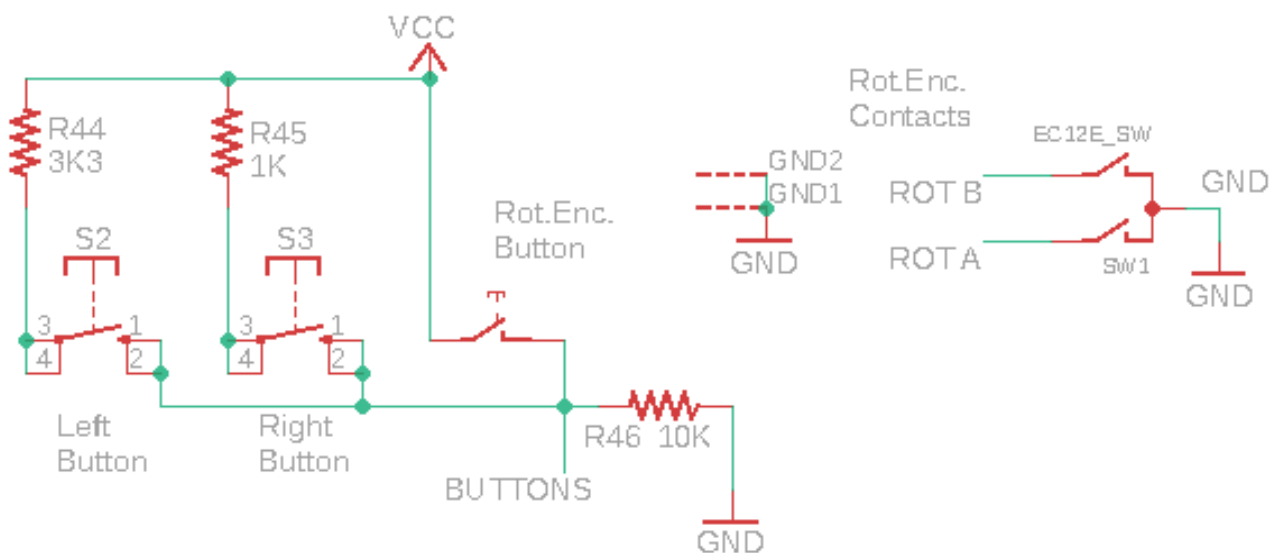 VCC
R44
3K3
R45
1K
Rot.Enc.
Contacts
EC12E_SW
GND2
GND1
ROT B
GND
Rot.Enc.
Button
S2
S3
GND
ROT A
SW1
GND
3
1
4
2
3
1
4
2
Left
Button
Right
Button
R46 10K
BUTTONS
GND